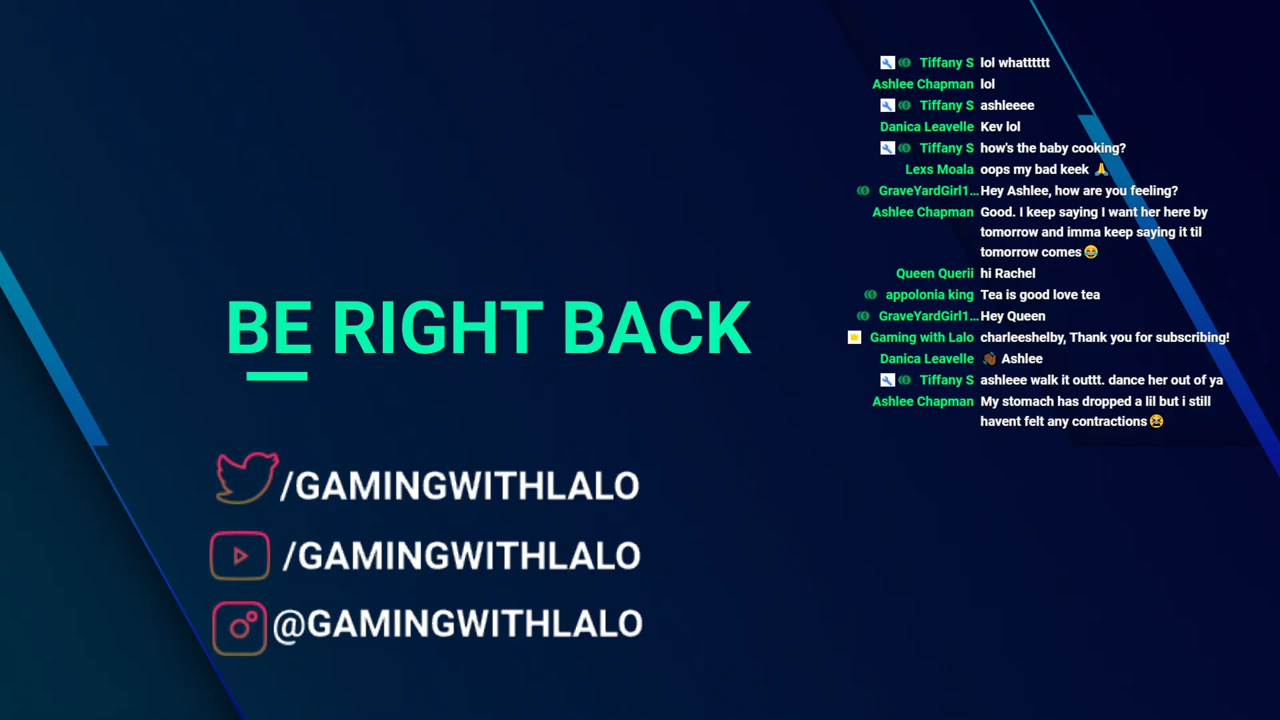 Tiffany S lol whatttttt
Ashlee Chapman lol
Tiffany S ashleeee
Danica Leavelle Kev lol
Tiffany S how's the baby cooking?
Lexs Moala oops my bad keek 🙏
GraveYardGirl1... Hey Ashlee, how are you feeling?
Ashlee Chapman Good. I keep saying I want her here by
tomorrow and imma keep saying it til
tomorrow comes 😂
Queen Querii hi Rachel
appolonia king Tea is good love tea
GraveYardGirl1... Hey Queen
Gaming with Lalo charleeshelby, Thank you for subscribing!
Danica Leavelle 👋🏾 Ashlee
Tiffany S ashleee walk it outtt. dance her out of ya
Ashlee Chapman My stomach has dropped a lil but i still
havent felt any contractions 😫
BE RIGHT BACK
/GAMINGWITHLALO
/GAMINGWITHLALO
@GAMINGWITHLALO